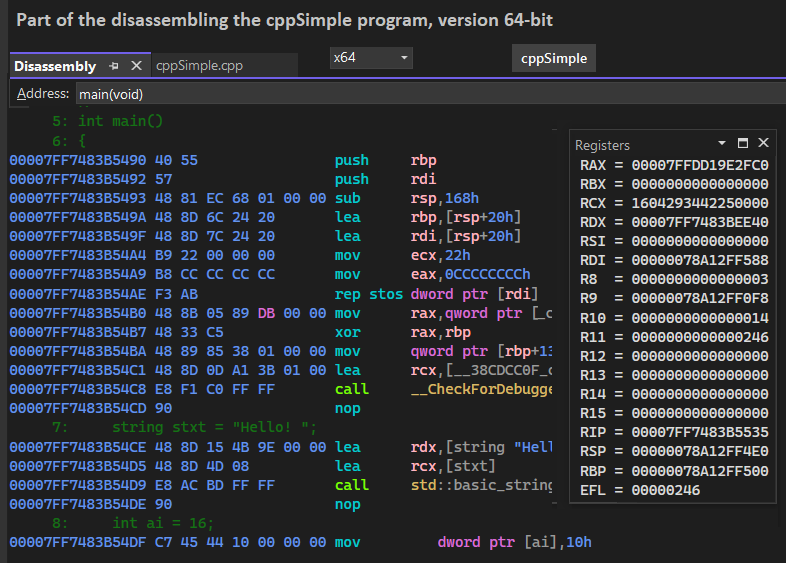 Part of the disassembling the cppSimple program, version 64-bit
Disassembly cppSimple.cpp x64 cppSimple
Address: main(void)
5: int main()
6: {
00007FF7483B5490 40 55 push rbp
00007FF7483B5492 57 push rdi
00007FF7483B5493 48 81 EC 68 01 00 00 sub rsp,168h
00007FF7483B549A 48 8D 6C 24 20 lea rbp,[rsp+20h]
00007FF7483B549F 48 8D 7C 24 20 lea rdi,[rsp+20h]
00007FF7483B54A4 B9 22 00 00 00 mov ecx,22h
00007FF7483B54A9 B8 CC CC CC CC mov eax,0CCCCCCCCh
00007FF7483B54AE F3 AB rep stos dword ptr [rdi]
00007FF7483B54B0 48 8B 05 89 DB 00 00 mov rax,qword ptr [_c
00007FF7483B54B7 48 33 C5 xor rax,rbp
00007FF7483B54BA 48 89 85 38 01 00 00 mov qword ptr [rbp+13
00007FF7483B54C1 48 8D 0D A1 3B 01 00 lea rcx,[__38CDCC0F_c
00007FF7483B54C8 E8 F1 C0 FF FF call __CheckForDebugge
00007FF7483B54CD 90 nop
7: string stxt = "Hello! ";
00007FF7483B54CE 48 8D 15 4B 9E 00 00 lea rdx,[string "Hell
00007FF7483B54D5 48 8D 4D 08 lea rcx,[stxt]
00007FF7483B54D9 E8 AC BD FF FF call std::basic_string
00007FF7483B54DE 90 nop
8: int ai = 16;
00007FF7483B54DF C7 45 44 10 00 00 00 mov dword ptr [ai],10h
Registers
RAX = 00007FFDD19E2FC0
RBX = 0000000000000000
RCX = 1604293442250000
RDX = 00007FF7483BEE40
RSI = 0000000000000000
RDI = 00000078A12FF588
R8 = 0000000000000003
R9 = 00000078A12FF0F8
R10 = 0000000000000014
R11 = 0000000000000246
R12 = 0000000000000000
R13 = 0000000000000000
R14 = 0000000000000000
R15 = 0000000000000000
RIP = 00007FF7483B5535
RSP = 00000078A12FF4E0
RBP = 00000078A12FF500
EFL = 00000246